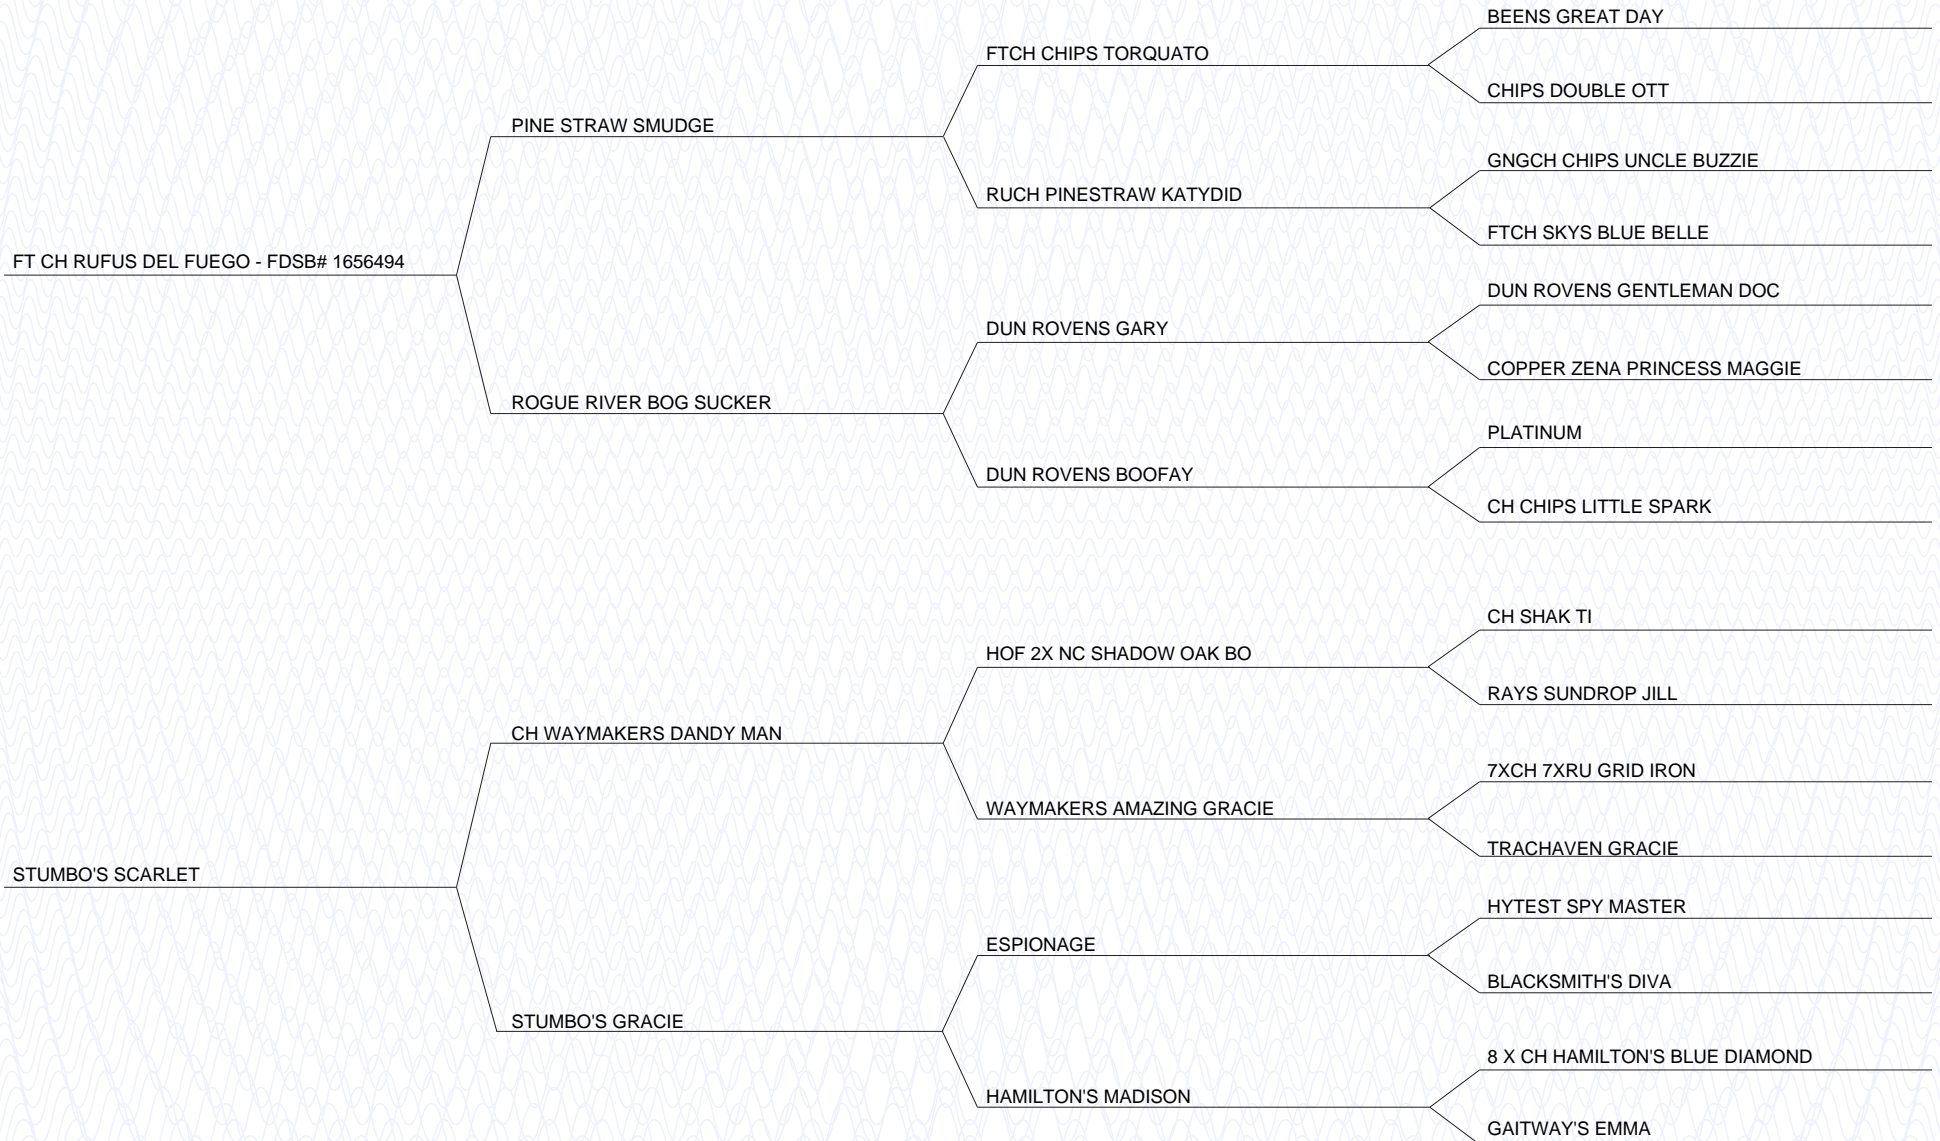 BEENS GREAT DAY
FTCH CHIPS TORQUATO
CHIPS DOUBLE OTT
PINE STRAW SMUDGE
GNGCH CHIPS UNCLE BUZZIE
RUCH PINESTRAW KATYDID
FTCH SKYS BLUE BELLE
FT CH RUFUS DEL FUEGO - FDSB# 1656494
DUN ROVENS GENTLEMAN DOC
DUN ROVENS GARY
COPPER ZENA PRINCESS MAGGIE
ROGUE RIVER BOG SUCKER
PLATINUM
DUN ROVENS BOOFAY
CH CHIPS LITTLE SPARK
CH SHAK TI
HOF 2X NC SHADOW OAK BO
RAYS SUNDROP JILL
CH WAYMAKERS DANDY MAN
7XCH 7XRU GRID IRON
WAYMAKERS AMAZING GRACIE
TRACHAVEN GRACIE
STUMBO'S SCARLET
HYTEST SPY MASTER
ESPIONAGE
BLACKSMITH'S DIVA
STUMBO'S GRACIE
8 X CH HAMILTON'S BLUE DIAMOND
HAMILTON'S MADISON
GAITWAY'S EMMA